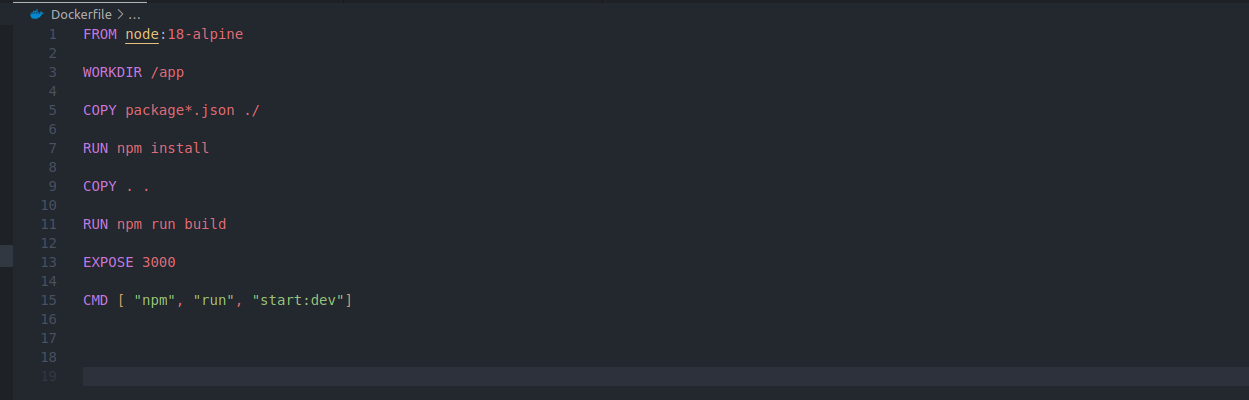 Dockerfile > ...
1 FROM node:18-alpine
2
3 WORKDIR /app
4
5 COPY package*.json ./
6
7 RUN npm install
8
9 COPY . .
10
11 RUN npm run build
12
13 EXPOSE 3000
14
15 CMD [ "npm", "run", "start:dev"]
16
17
18
19